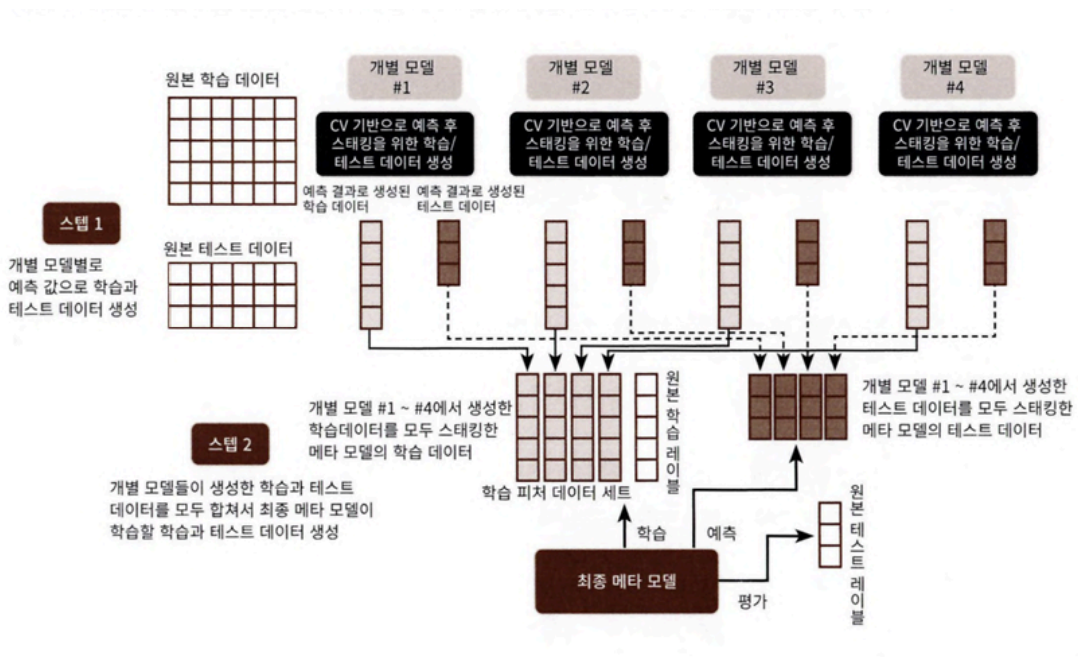 원본 학습 데이터
개별 모델
#1
개별 모델
#2
개별 모델
#3
개별 모델
#4
CV 기반으로 예측 후
스태킹을 위한 학습/
테스트 데이터 생성
CV 기반으로 예측 후
스태킹을 위한 학습/
테스트 데이터 생성
CV 기반으로 예측 후
스태킹을 위한 학습/
테스트 데이터 생성
CV 기반으로 예측 후
스태킹을 위한 학습/
테스트 데이터 생성
예측 결과로 생성된
학습 데이터
예측 결과로 생성된
테스트 데이터
스텝 1
개별 모델별로
예측 값으로 학습과
테스트 데이터 생성
원본 테스트 데이터
개별 모델 #1 ~ #4에서 생성한
학습데이터를 모두 스태킹한
메타 모델의 학습 데이터
원본 학습 레이블
개별 모델 #1 ~ #4에서 생성한
테스트 데이터를 모두 스태킹한
메타 모델의 테스트 데이터
스텝 2
개별 모델들이 생성한 학습과 테스트
데이터를 모두 합쳐서 최종 메타 모델이
학습할 학습과 테스트 데이터 생성
학습 피처 데이터 세트
학습
예측
최종 메타 모델
평가
원본 테스트 레이블